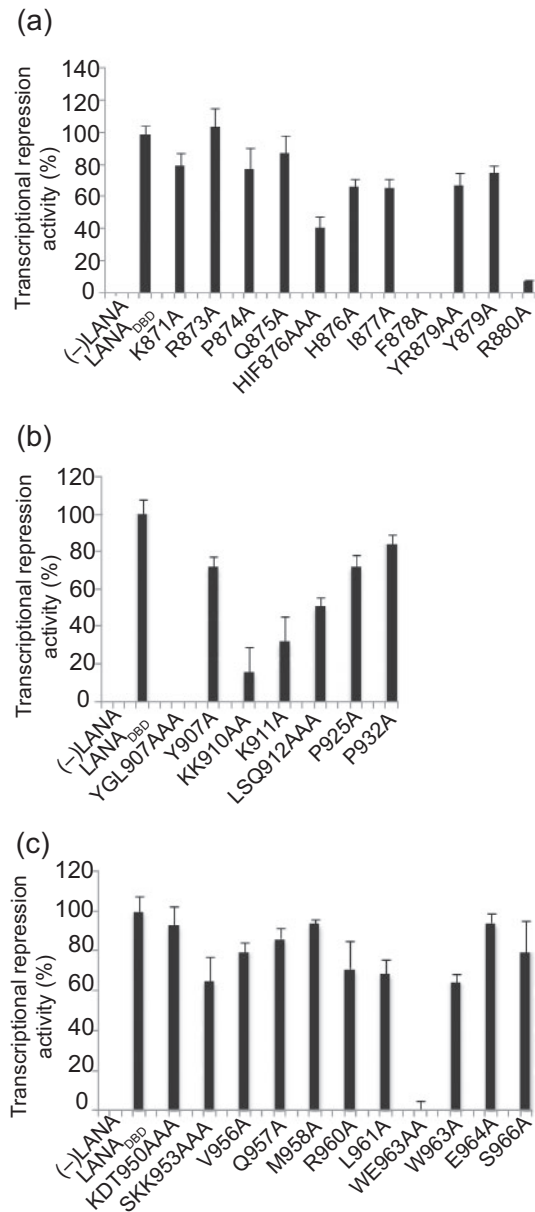 (a)
Transcriptional repression
activity (%)
140
120
100
80
60
40
20
0
(–)LANA
LANADBD
K871A
R873A
P874A
Q875A
HIF876AAA
H876A
I877A
F878A
YR879AA
Y879A
R880A
(b)
Transcriptional repression
activity (%)
120
100
80
60
40
20
0
(–)LANA
LANADBD
YGL907AAA
Y907A
KK910AA
K911A
LSQ912AAA
P925A
P932A
(c)
Transcriptional repression
activity (%)
120
100
80
60
40
20
0
(–)LANA
LANADBD
KDT950AAA
SKK953AAA
V956A
Q957A
M958A
R960A
L961A
WE963AA
W963A
E964A
S966A